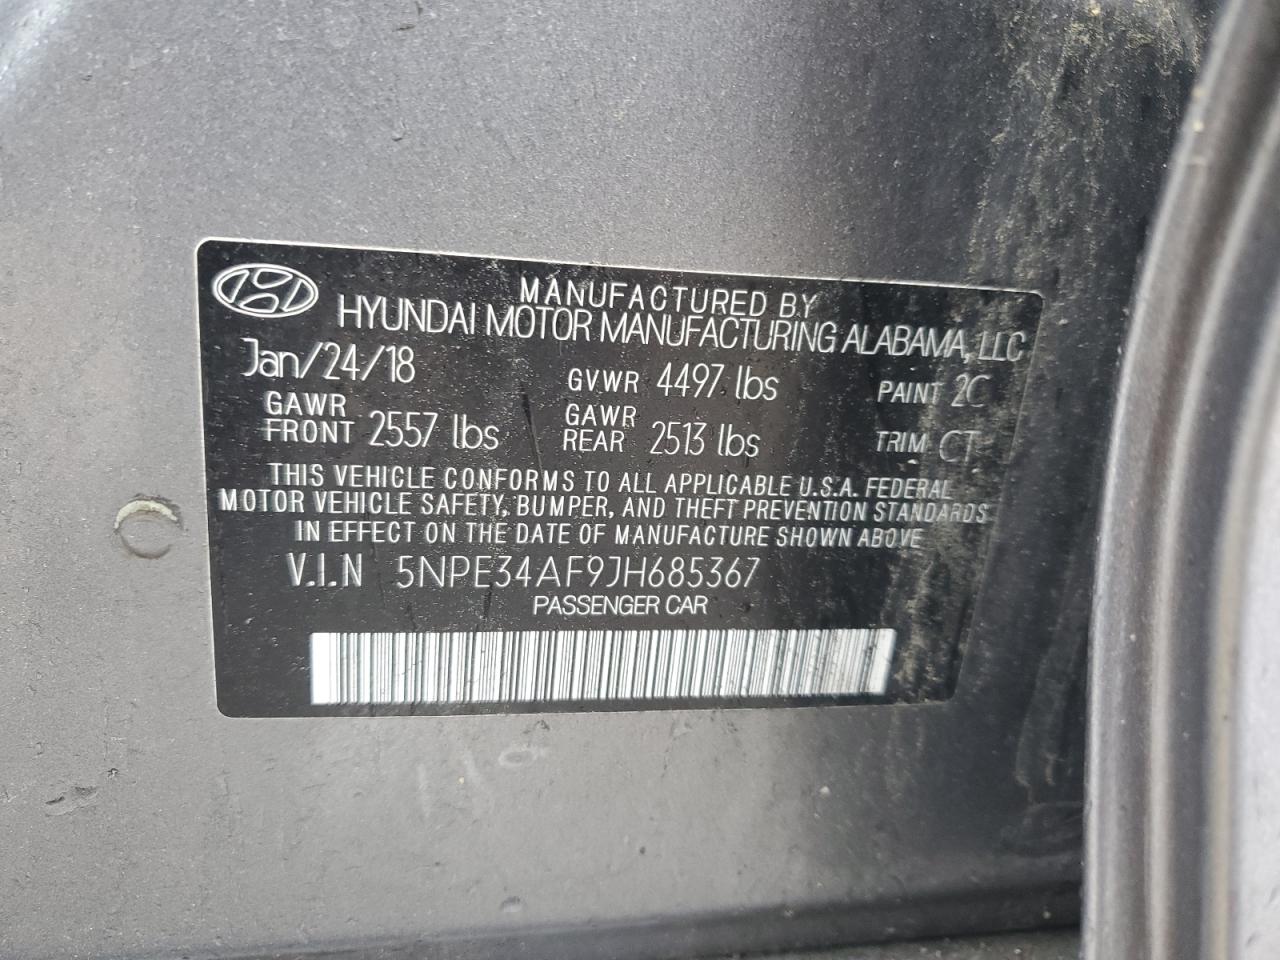 MANUFACTURED BY
HYUNDAI MOTOR MANUFACTURING ALABAMA, LLC
Jan/24/18 GVWR 4497 lbs PAINT 2C
GAWR FRONT 2557 lbs GAWR REAR 2513 lbs TRIM CT
THIS VEHICLE CONFORMS TO ALL APPLICABLE U.S.A. FEDERAL
MOTOR VEHICLE SAFETY, BUMPER, AND THEFT PREVENTION STANDARDS
IN EFFECT ON THE DATE OF MANUFACTURE SHOWN ABOVE
V.I.N 5NPE34AF9JH685367
PASSENGER CAR